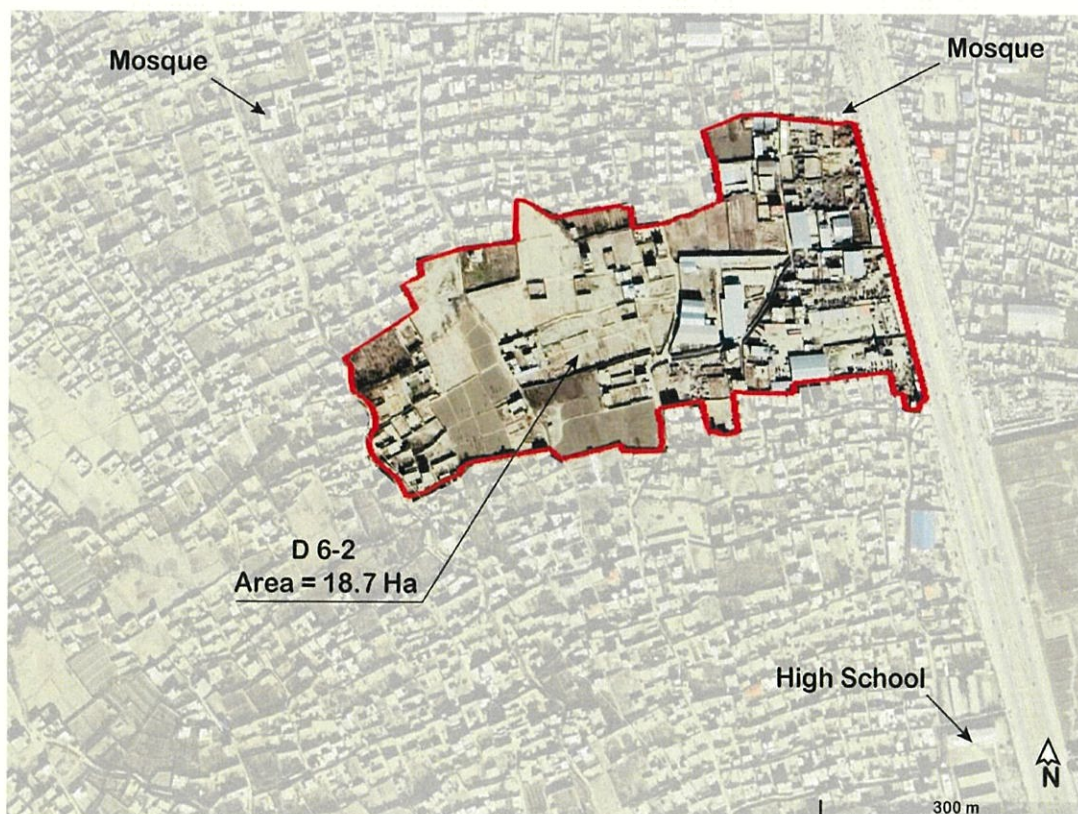 Mosque
Mosque
D 6-2
Area = 18.7 Ha
High School
N
300 m